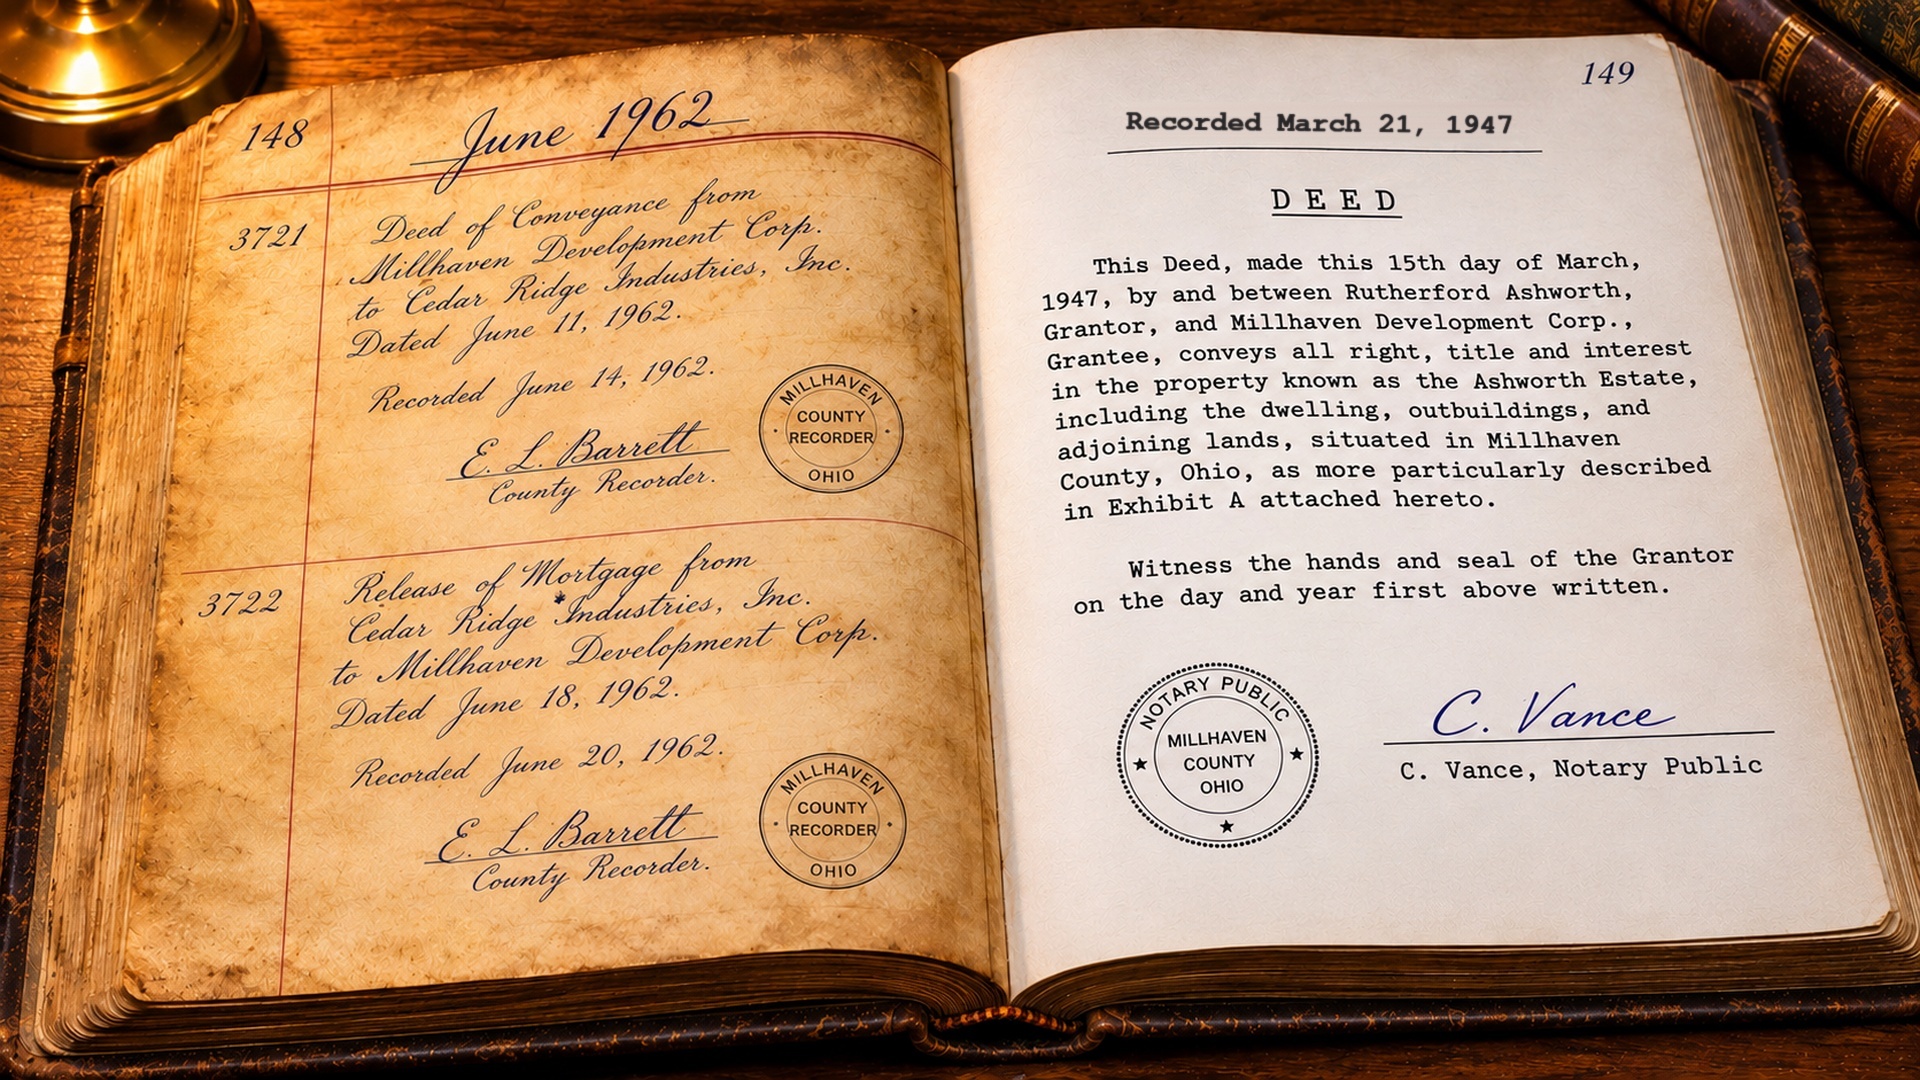 148
June 1962
3721
Deed of Conveyance from
Millhaven Development Corp.
to Cedar Ridge Industries, Inc.
Dated June 11, 1962.
Recorded June 14, 1962.
E. L. Barrett
County Recorder.
MILLHAVEN
COUNTY
RECORDER
OHIO
3722
Release of Mortgage from
Cedar Ridge Industries, Inc.
to Millhaven Development Corp.
Dated June 18, 1962.
Recorded June 20, 1962.
E. L. Barrett
County Recorder.
MILLHAVEN
COUNTY
RECORDER
OHIO
149
Recorded March 21, 1947
DEED
This Deed, made this 15th day of March,
1947, by and between Rutherford Ashworth,
Grantor, and Millhaven Development Corp.,
Grantee, conveys all right, title and interest
in the property known as the Ashworth Estate,
including the dwelling, outbuildings, and
adjoining lands, situated in Millhaven
County, Ohio, as more particularly described
in Exhibit A attached hereto.
Witness the hands and seal of the Grantor
on the day and year first above written.
NOTARY PUBLIC
MILLHAVEN
COUNTY
OHIO
C. Vance
C. Vance, Notary Public